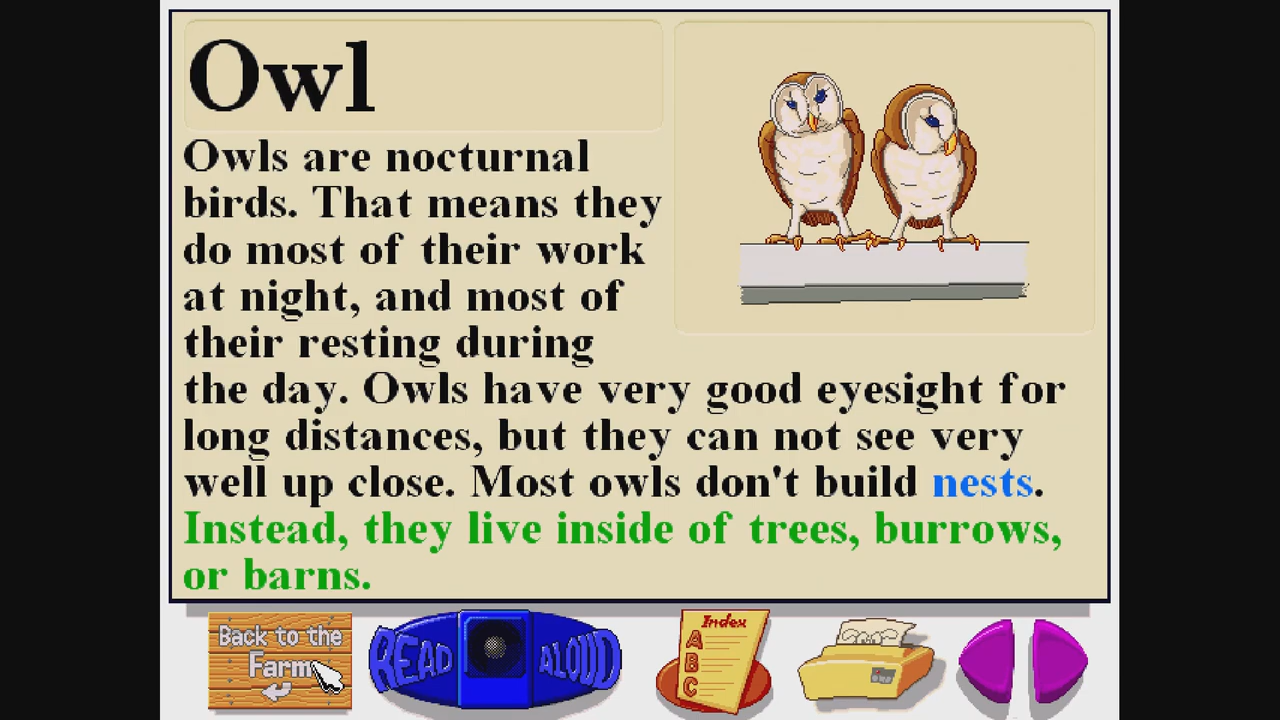 Owl
Owls are nocturnal
birds. That means they
do most of their work
at night, and most of
their resting during
the day. Owls have very good eyesight for
long distances, but they can not see very
well up close. Most owls don't build nests.
Instead, they live inside of trees, burrows,
or barns.
Back to the
Farm
READ ALOUD
Index
A
B
C